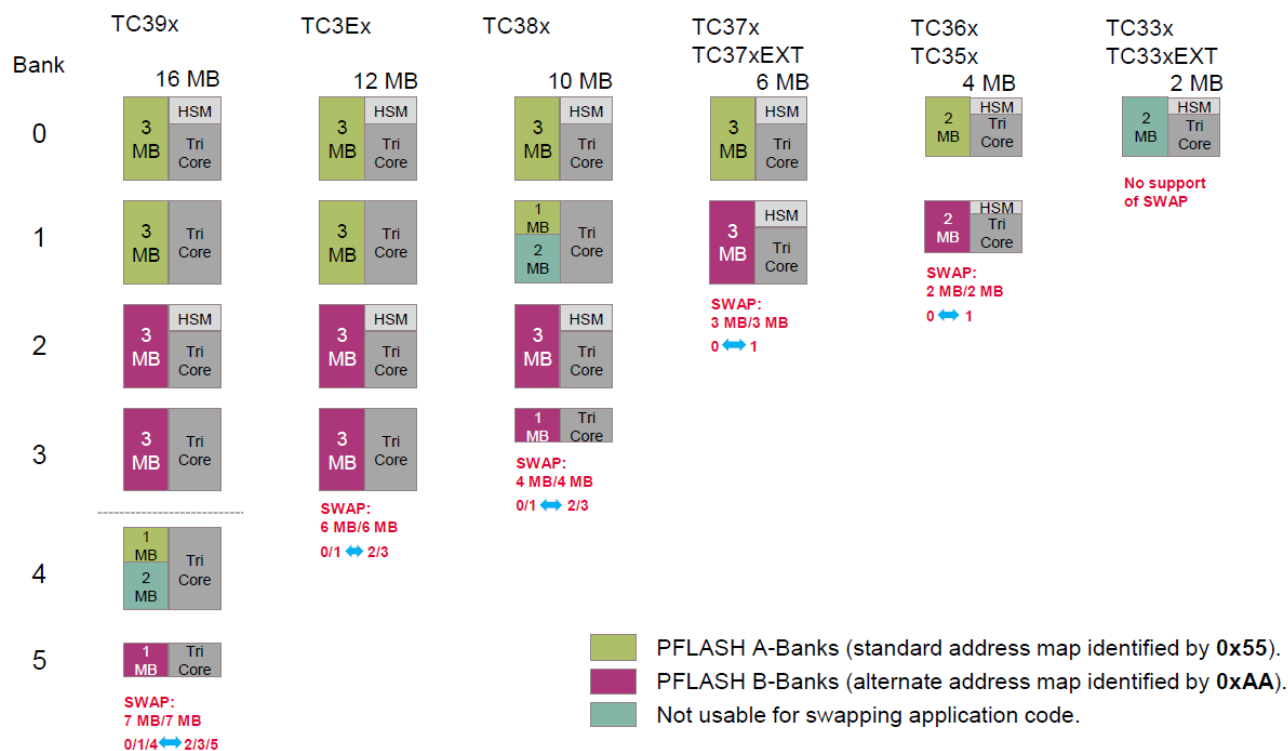 TC39x
TC3Ex
TC38x
TC37x
TC37xEXT
TC36x
TC35x
TC33x
TC33xEXT
Bank
16 MB
12 MB
10 MB
6 MB
4 MB
2 MB
0
3
MB
HSM
Tri
Core
3
MB
HSM
Tri
Core
3
MB
HSM
Tri
Core
3
MB
HSM
Tri
Core
2
MB
HSM
Tri
Core
2
MB
HSM
Tri
Core
No support
of SWAP
1
3
MB
Tri
Core
3
MB
Tri
Core
1
MB
2
MB
Tri
Core
3
MB
HSM
Tri
Core
2
MB
HSM
Tri
Core
SWAP:
3 MB/3 MB
0 1
SWAP:
2 MB/2 MB
0 1
2
3
MB
HSM
Tri
Core
3
MB
HSM
Tri
Core
3
MB
HSM
Tri
Core
3
3
MB
Tri
Core
3
MB
Tri
Core
1
MB
Tri
Core
SWAP:
6 MB/6 MB
0/1 2/3
SWAP:
4 MB/4 MB
0/1 2/3
4
1
MB
2
MB
Tri
Core
5
1
MB
Tri
Core
SWAP:
7 MB/7 MB
0/1/4 2/3/5
PFLASH A-Banks (standard address map identified by 0x55).
PFLASH B-Banks (alternate address map identified by 0xAA).
Not usable for swapping application code.